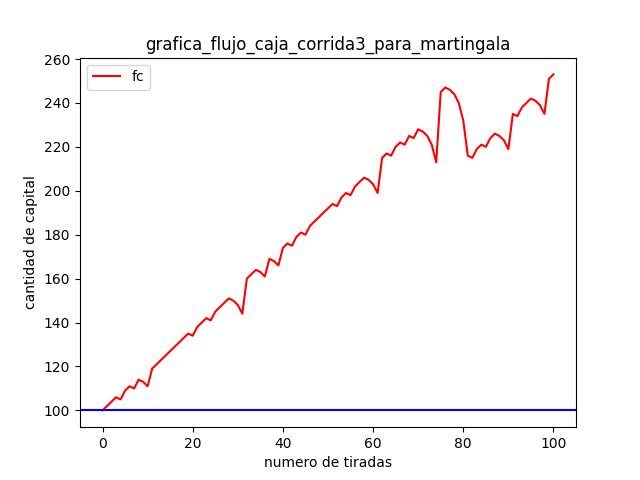 grafica_flujo_caja_corrida3_para_martingala
fc
260
240
220
200
180
160
140
120
100
cantidad de capital
0 20 40 60 80 100
numero de tiradas